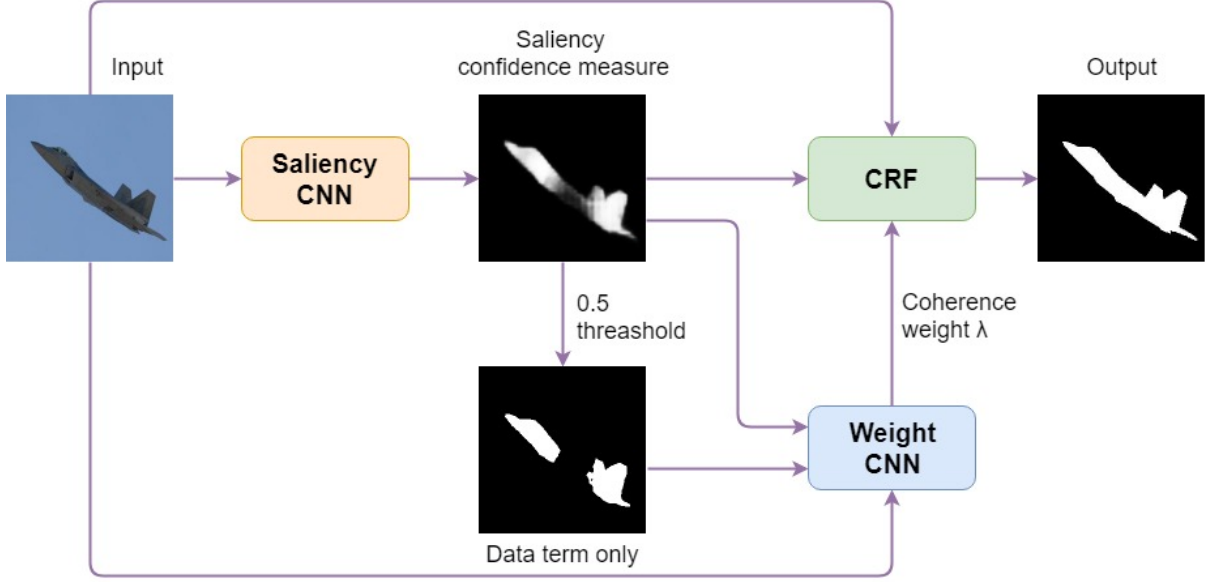 Input
Saliency
confidence measure
Output
Saliency
CNN
CRF
0.5
threashold
Coherence
weight λ
Weight
CNN
Data term only